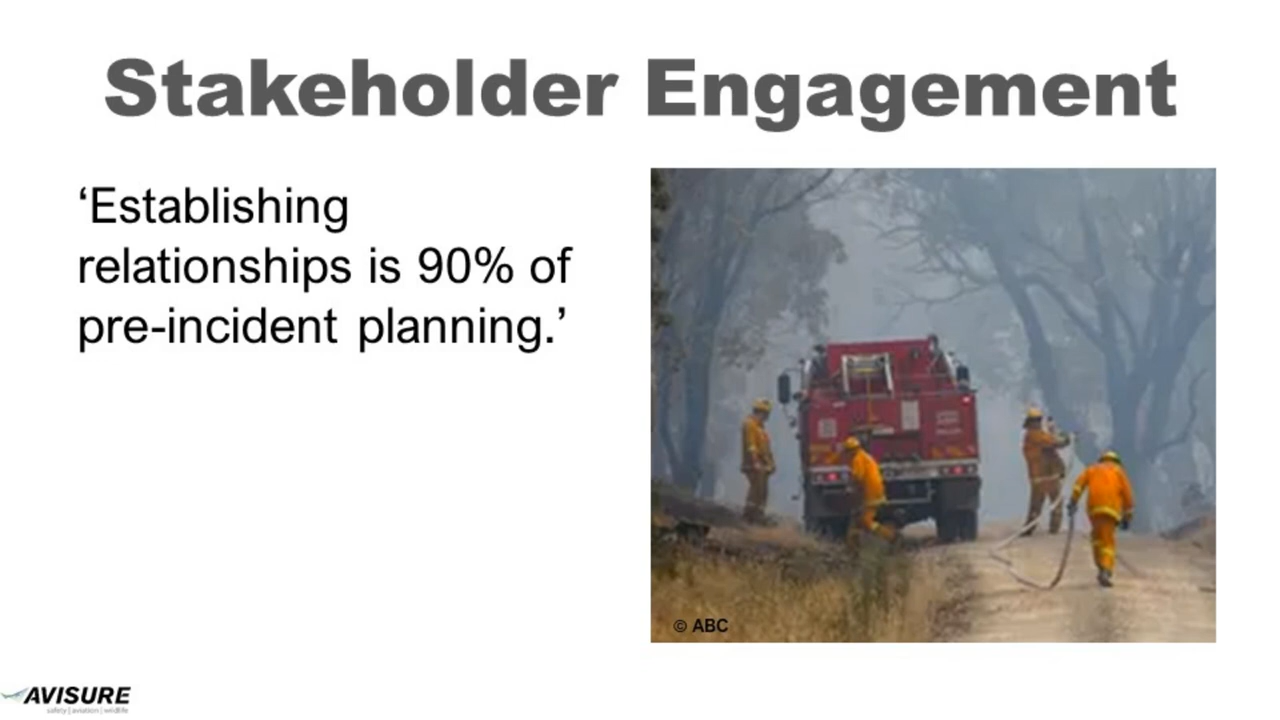 Stakeholder Engagement
‘Establishing
relationships is 90% of
pre-incident planning.’
© ABC
AVISURE
safety | aviation | wildlife